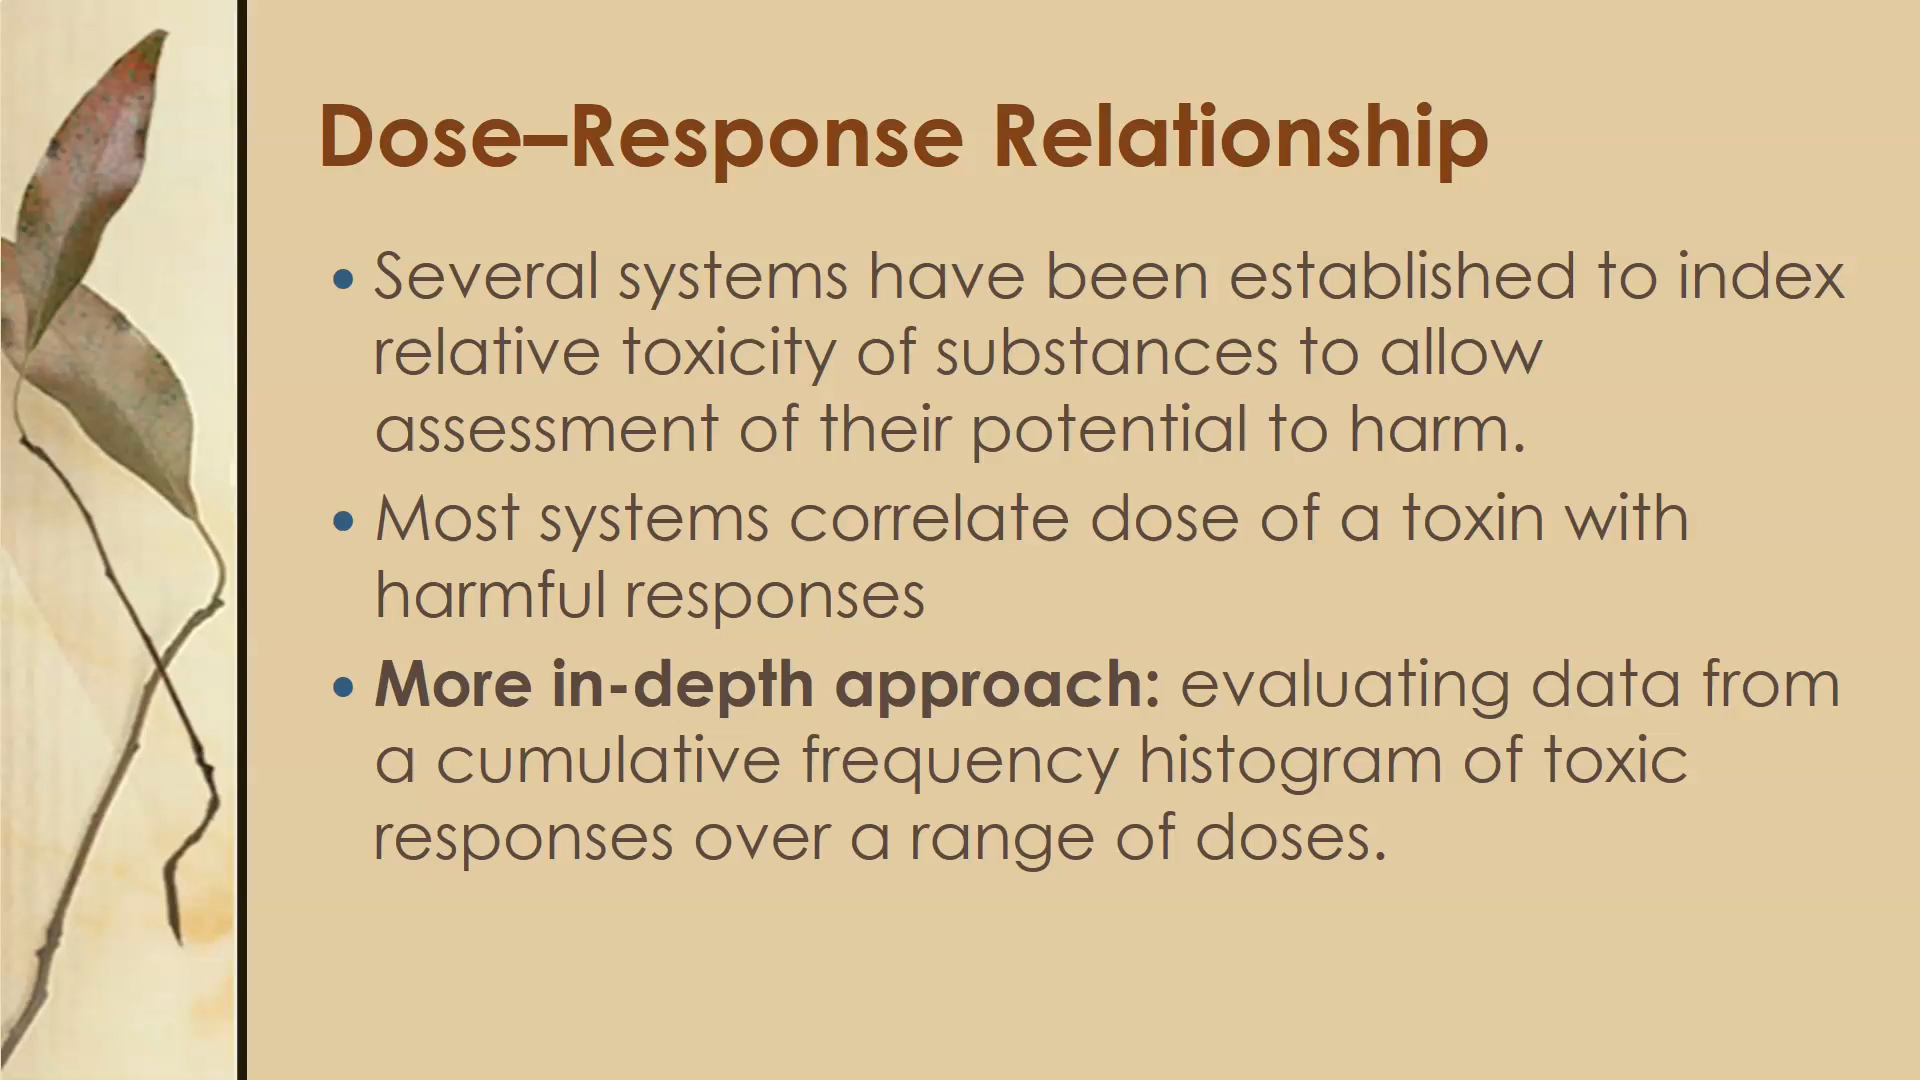 Dose–Response Relationship
• Several systems have been established to index
relative toxicity of substances to allow
assessment of their potential to harm.
• Most systems correlate dose of a toxin with
harmful responses
• More in-depth approach: evaluating data from
a cumulative frequency histogram of toxic
responses over a range of doses.